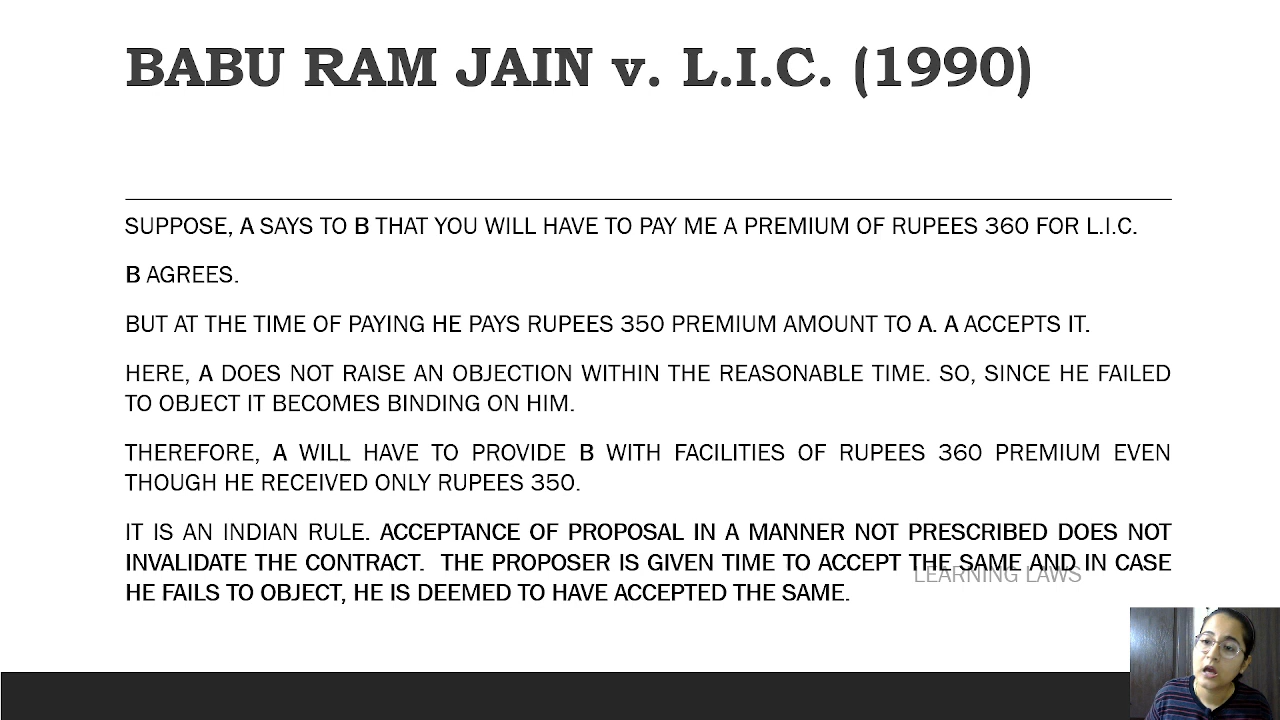 BABU RAM JAIN v. L.I.C. (1990)
SUPPOSE, A SAYS TO B THAT YOU WILL HAVE TO PAY ME A PREMIUM OF RUPEES 360 FOR L.I.C.
B AGREES.
BUT AT THE TIME OF PAYING HE PAYS RUPEES 350 PREMIUM AMOUNT TO A. A ACCEPTS IT.
HERE, A DOES NOT RAISE AN OBJECTION WITHIN THE REASONABLE TIME. SO, SINCE HE FAILED
TO OBJECT IT BECOMES BINDING ON HIM.
THEREFORE, A WILL HAVE TO PROVIDE B WITH FACILITIES OF RUPEES 360 PREMIUM EVEN
THOUGH HE RECEIVED ONLY RUPEES 350.
IT IS AN INDIAN RULE. ACCEPTANCE OF PROPOSAL IN A MANNER NOT PRESCRIBED DOES NOT
INVALIDATE THE CONTRACT. THE PROPOSER IS GIVEN TIME TO ACCEPT THE SAME AND IN CASE
LEARNING LAWS
HE FAILS TO OBJECT, HE IS DEEMED TO HAVE ACCEPTED THE SAME.